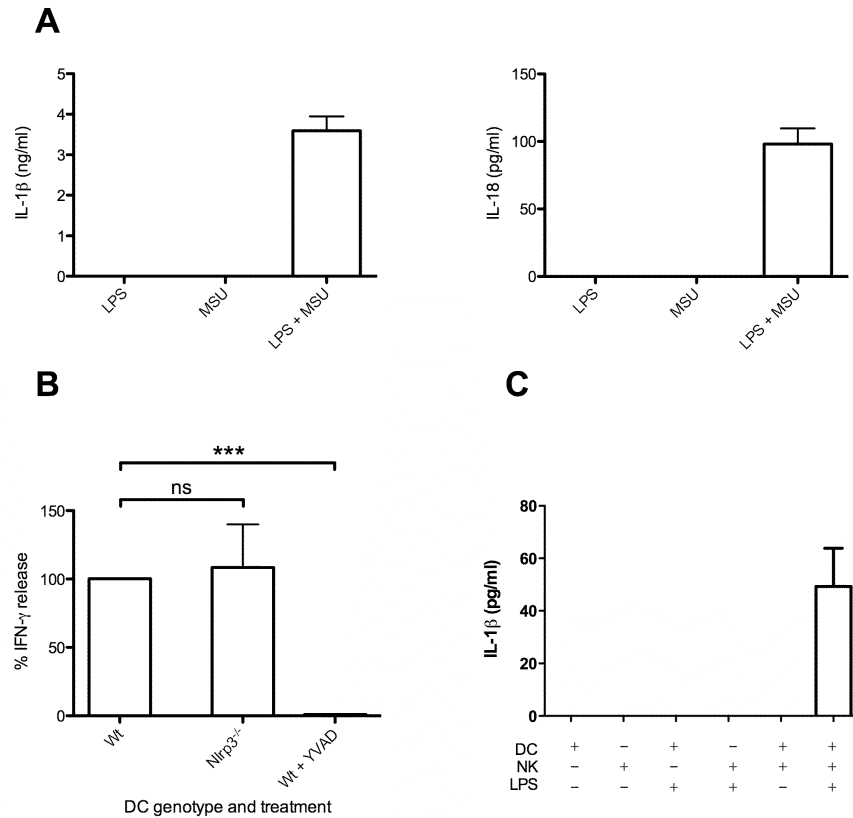 A
IL-1β (ng/ml)
5
4
3
2
1
0
LPS
MSU
LPS + MSU
IL-18 (pg/ml)
150
100
50
0
LPS
MSU
LPS + MSU
B
***
ns
% IFN-γ release
150
100
50
0
Wt
Nlrp3-/-
Wt + YVAD
DC genotype and treatment
C
IL-1β (pg/ml)
80
60
40
20
0
DC + – + – + +
NK – + – + + +
LPS – – + + – +